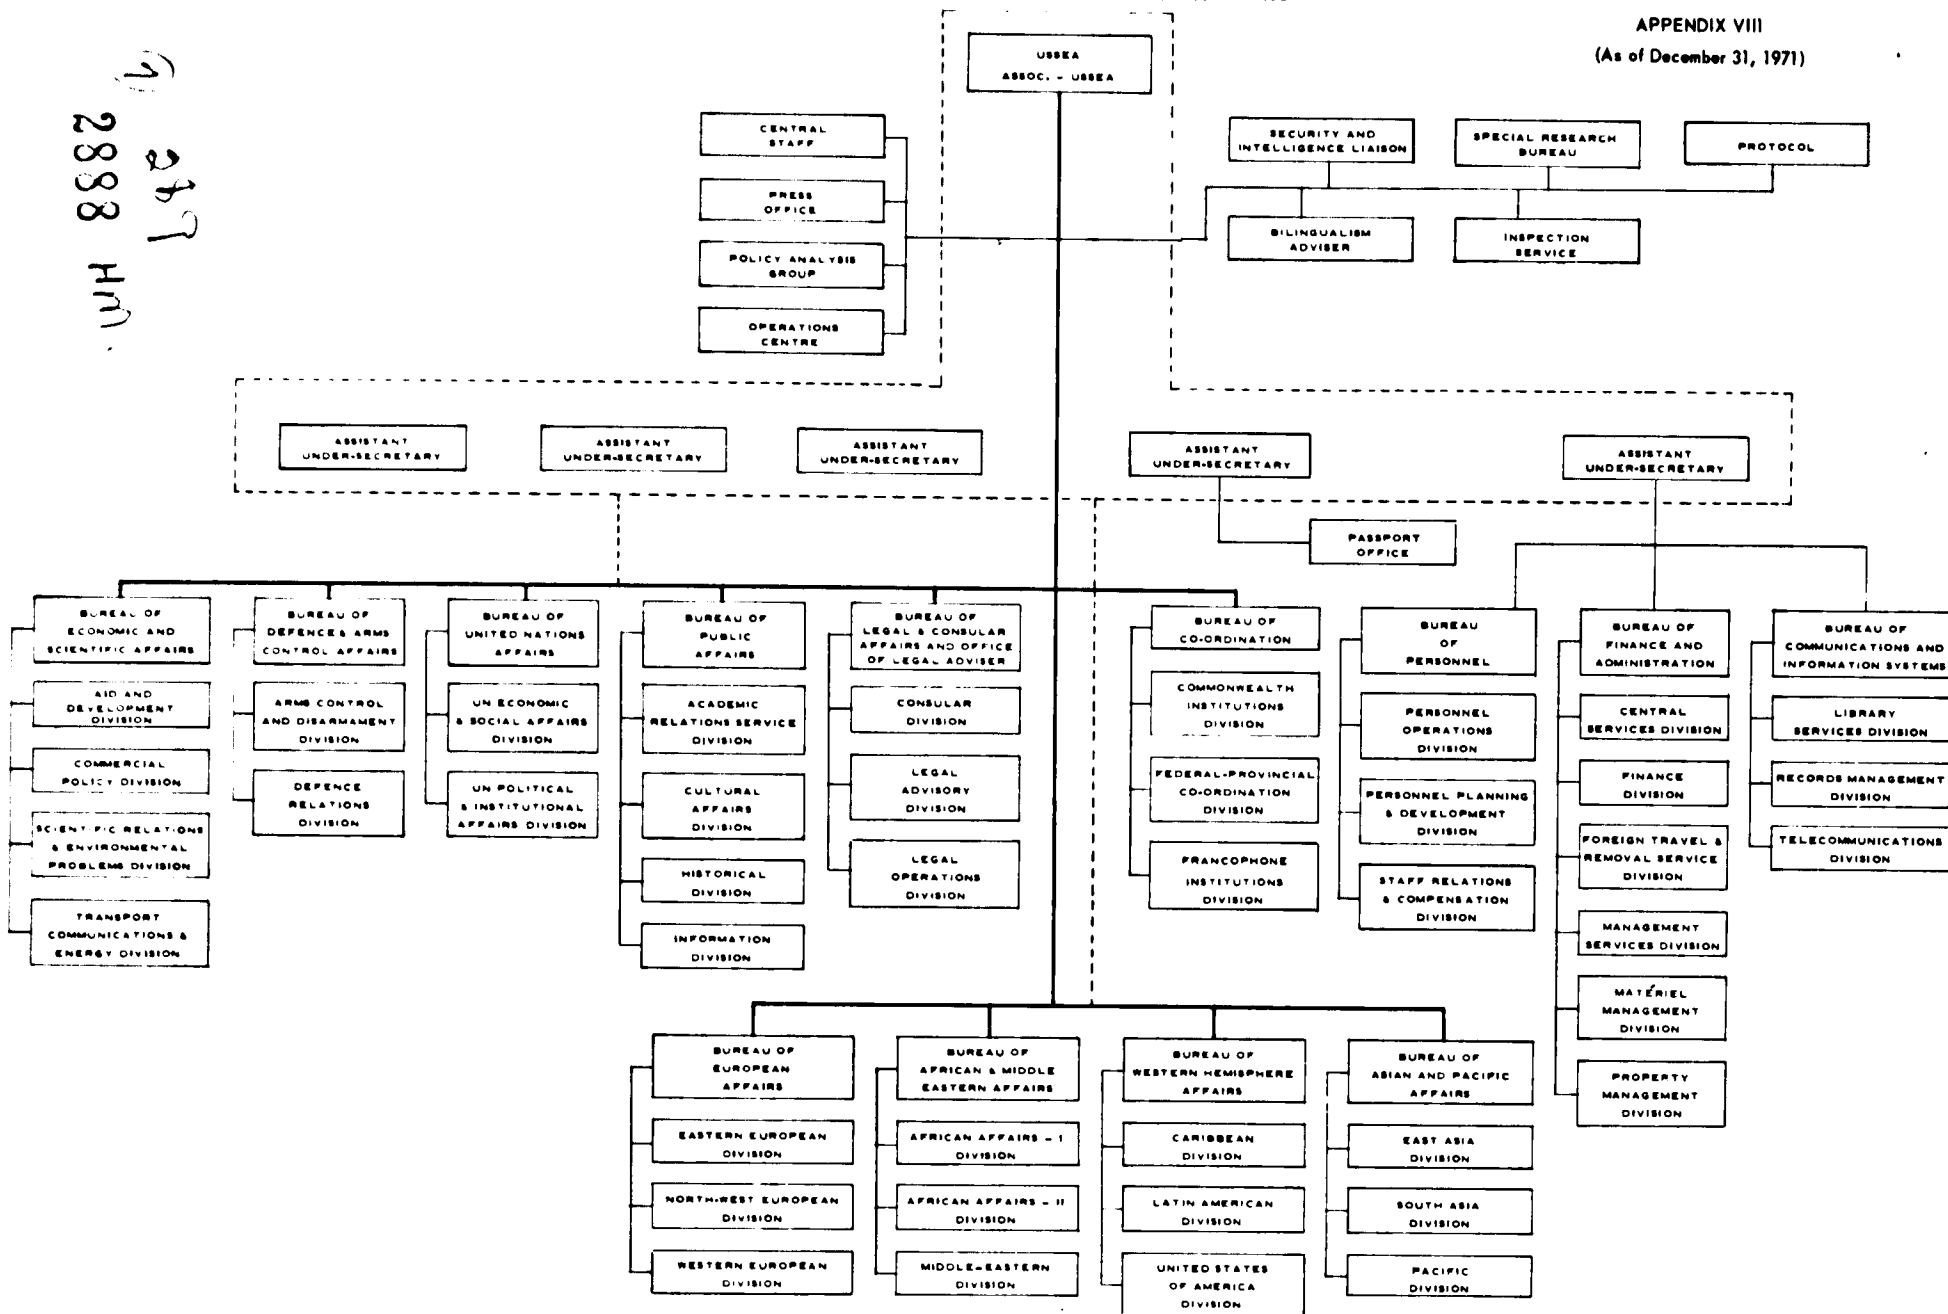 APPENDIX VIII
(As of December 31, 1971)
USSEA
ASSOC. - USSEA
CENTRAL
STAFF
PRESS
OFFICE
POLICY ANALYSIS
GROUP
OPERATIONS
CENTRE
SECURITY AND
INTELLIGENCE LIAISON
SPECIAL RESEARCH
BUREAU
PROTOCOL
BILINGUALISM
ADVISER
INSPECTION
SERVICE
2888
ASSISTANT
UNDER-SECRETARY
ASSISTANT
UNDER-SECRETARY
ASSISTANT
UNDER-SECRETARY
ASSISTANT
UNDER-SECRETARY
ASSISTANT
UNDER-SECRETARY
PASSPORT
OFFICE
BUREAU OF
ECONOMIC AND
SCIENTIFIC AFFAIRS
AID AND
DEVELOPMENT
DIVISION
COMMERCIAL
POLICY DIVISION
SCIENTIFIC RELATIONS
& ENVIRONMENTAL
PROBLEMS DIVISION
TRANSPORT
COMMUNICATIONS &
ENERGY DIVISION
BUREAU OF
DEFENCE & ARMS
CONTROL AFFAIRS
ARMS CONTROL
AND DISARMAMENT
DIVISION
DEFENCE
RELATIONS
DIVISION
BUREAU OF
UNITED NATIONS
AFFAIRS
UN ECONOMIC
& SOCIAL AFFAIRS
DIVISION
UN POLITICAL
& INSTITUTIONAL
AFFAIRS DIVISION
BUREAU OF
PUBLIC
AFFAIRS
ACADEMIC
RELATIONS SERVICE
DIVISION
CULTURAL
AFFAIRS
DIVISION
HISTORICAL
DIVISION
INFORMATION
DIVISION
BUREAU OF
LEGAL & CONSULAR
AFFAIRS AND OFFICE
OF LEGAL ADVISER
CONSULAR
DIVISION
LEGAL
ADVISORY
DIVISION
LEGAL
OPERATIONS
DIVISION
BUREAU OF
CO-ORDINATION
COMMONWEALTH
INSTITUTIONS
DIVISION
FEDERAL-PROVINCIAL
CO-ORDINATION
DIVISION
FRANCOPHONE
INSTITUTIONS
DIVISION
BUREAU
OF
PERSONNEL
PERSONNEL
OPERATIONS
DIVISION
PERSONNEL PLANNING
& DEVELOPMENT
DIVISION
STAFF RELATIONS
& COMPENSATION
DIVISION
BUREAU OF
FINANCE AND
ADMINISTRATION
CENTRAL
SERVICES DIVISION
FINANCE
DIVISION
FOREIGN TRAVEL &
REMOVAL SERVICE
DIVISION
MANAGEMENT
SERVICES DIVISION
MATÉRIEL
MANAGEMENT
DIVISION
PROPERTY
MANAGEMENT
DIVISION
BUREAU OF
COMMUNICATIONS AND
INFORMATION SYSTEMS
LIBRARY
SERVICES DIVISION
RECORDS MANAGEMENT
DIVISION
TELECOMMUNICATIONS
DIVISION
BUREAU OF
EUROPEAN
AFFAIRS
EASTERN EUROPEAN
DIVISION
NORTH-WEST EUROPEAN
DIVISION
WESTERN EUROPEAN
DIVISION
BUREAU OF
AFRICAN & MIDDLE
EASTERN AFFAIRS
AFRICAN AFFAIRS - I
DIVISION
AFRICAN AFFAIRS - II
DIVISION
MIDDLE-EASTERN
DIVISION
BUREAU OF
WESTERN HEMISPHERE
AFFAIRS
CARIBBEAN
DIVISION
LATIN AMERICAN
DIVISION
UNITED STATES
OF AMERICA
DIVISION
BUREAU OF
ASIAN AND PACIFIC
AFFAIRS
EAST ASIA
DIVISION
SOUTH ASIA
DIVISION
PACIFIC
DIVISION